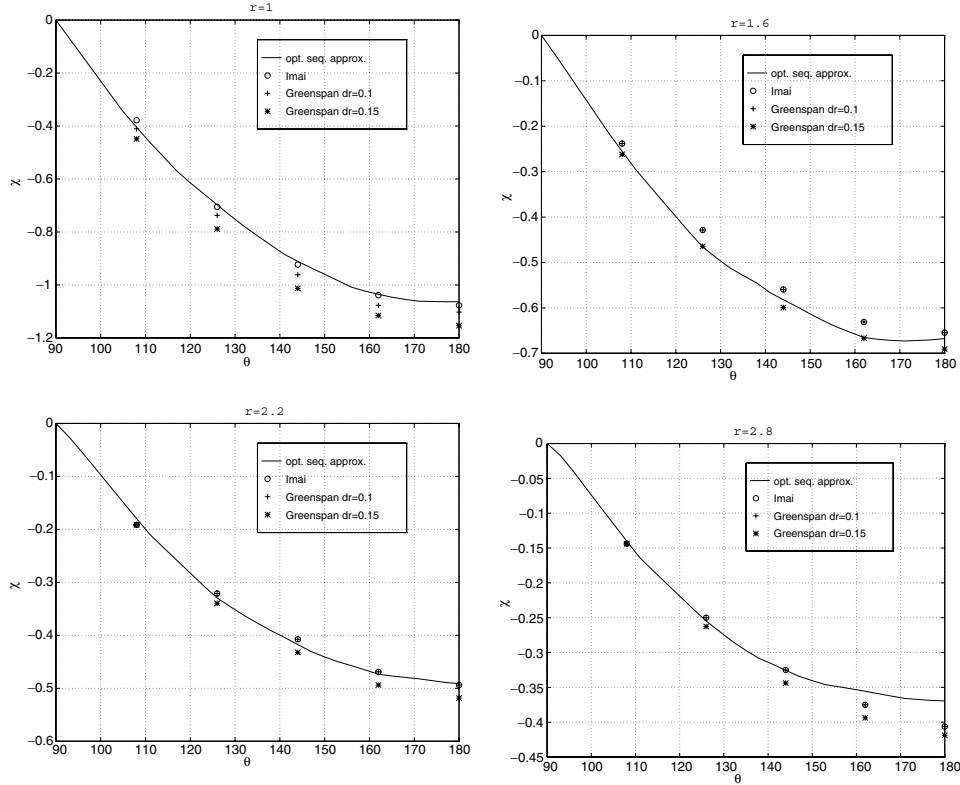 r=1
0
−0.2
−0.4
−0.6
−0.8
−1
−1.2
χ
90 100 110 120 130 140 150 160 170 180
θ
opt. seq. approx.
Imai
Greenspan dr=0.1
Greenspan dr=0.15
r=1.6
0
−0.1
−0.2
−0.3
−0.4
−0.5
−0.6
−0.7
χ
90 100 110 120 130 140 150 160 170 180
θ
opt. seq. approx.
Imai
Greenspan dr=0.1
Greenspan dr=0.15
r=2.2
0
−0.1
−0.2
−0.3
−0.4
−0.5
−0.6
χ
90 100 110 120 130 140 150 160 170 180
θ
opt. seq. approx.
Imai
Greenspan dr=0.1
Greenspan dr=0.15
r=2.8
0
−0.05
−0.1
−0.15
−0.2
−0.25
−0.3
−0.35
−0.4
−0.45
χ
90 100 110 120 130 140 150 160 170 180
θ
opt. seq. approx.
Imai
Greenspan dr=0.1
Greenspan dr=0.15